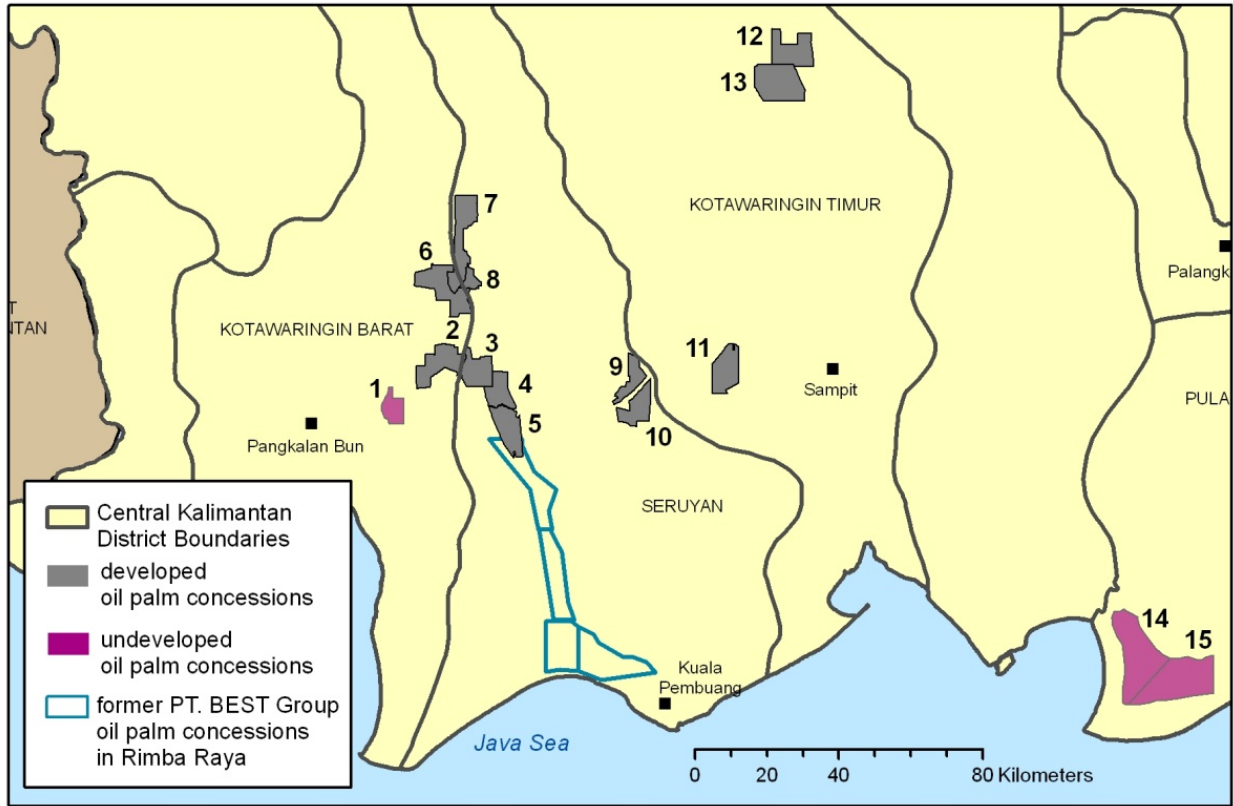 12
13
7
KOTAWARINGIN TIMUR
6
8
Palangk
T
NTAN
KOTAWARINGIN BARAT
2
3
9
11
1
4
Sampit
PULA
5
10
Pangkalan Bun
SERUYAN
Central Kalimantan
District Boundaries
developed
oil palm concessions
undeveloped
oil palm concessions
former PT. BEST Group
oil palm concessions
in Rimba Raya
14
15
Kuala
Pembuang
Java Sea
0 20 40 80 Kilometers